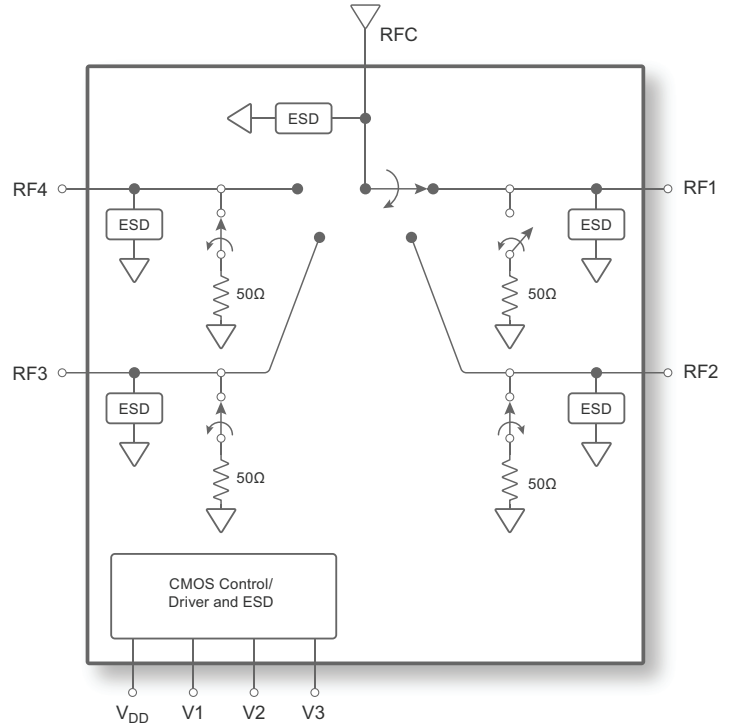 RFC
ESD
RF4
RF1
ESD
ESD
50Ω
50Ω
RF3
RF2
ESD
ESD
50Ω
50Ω
CMOS Control/
Driver and ESD
VDD
V1
V2
V3